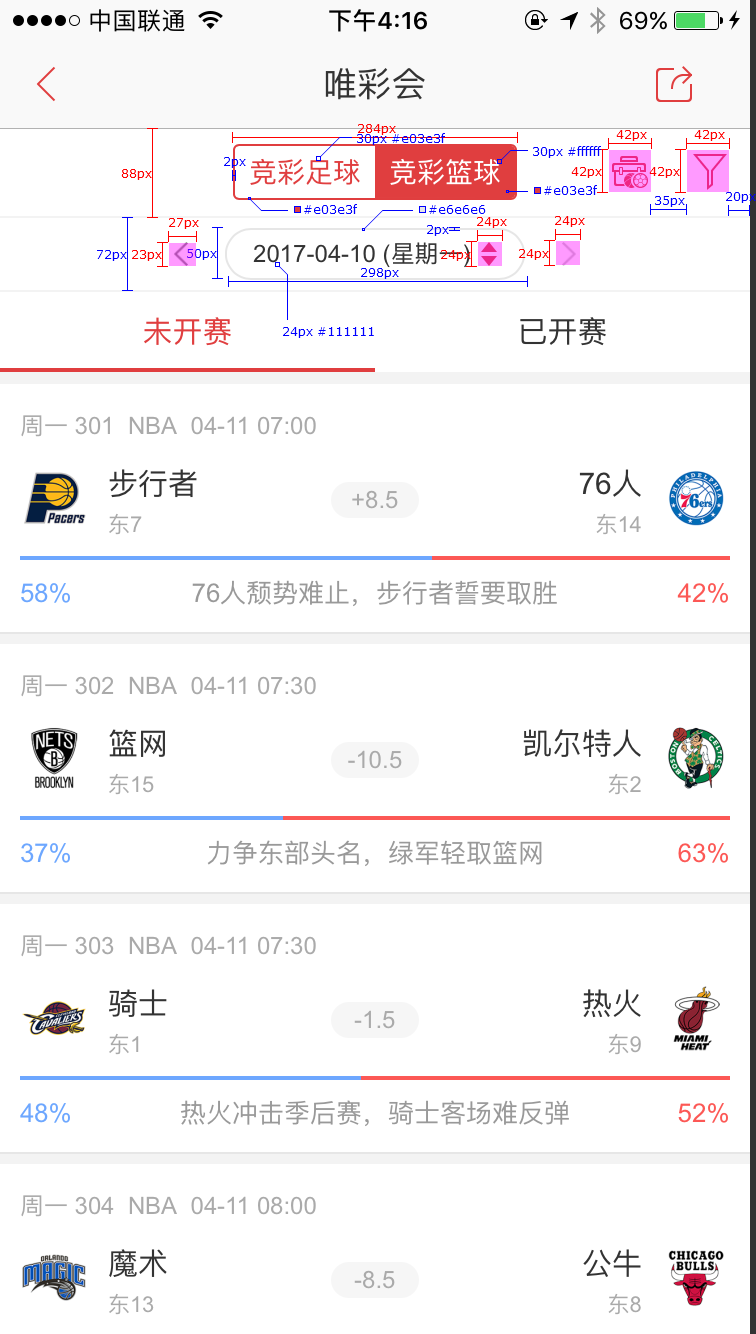 中国联通 下午4:16 69%
唯彩会
284px
30px #e03e3f
42px 42px
2px 竞彩足球 竞彩篮球 30px #ffffff
88px 42px 42px
#e03e3f
20px
35px
#e03e3f #e6e6e6
27px 24px 24px
2px
72px 23px 50px 2017-04-10 (星期一) 24px 24px
298px
24px #111111
未开赛 已开赛
周一 301 NBA 04-11 07:00
步行者 +8.5 76人
Pacers
PHILADELPHIA
76ers
东7 东14
58% 76人颓势难止，步行者誓要取胜 42%
周一 302 NBA 04-11 07:30
篮网 -10.5 凯尔特人
NETS
B
BROOKLYN
BOSTON CELTICS
东15 东2
37% 力争东部头名，绿军轻取篮网 63%
周一 303 NBA 04-11 07:30
骑士 -1.5 热火
CAVALIERS
MIAMI
HEAT
东1 东9
48% 热火冲击季后赛，骑士客场难反弹 52%
周一 304 NBA 04-11 08:00
魔术 -8.5 公牛
ORLANDO
MAGIC
CHICAGO
BULLS
东13 东8